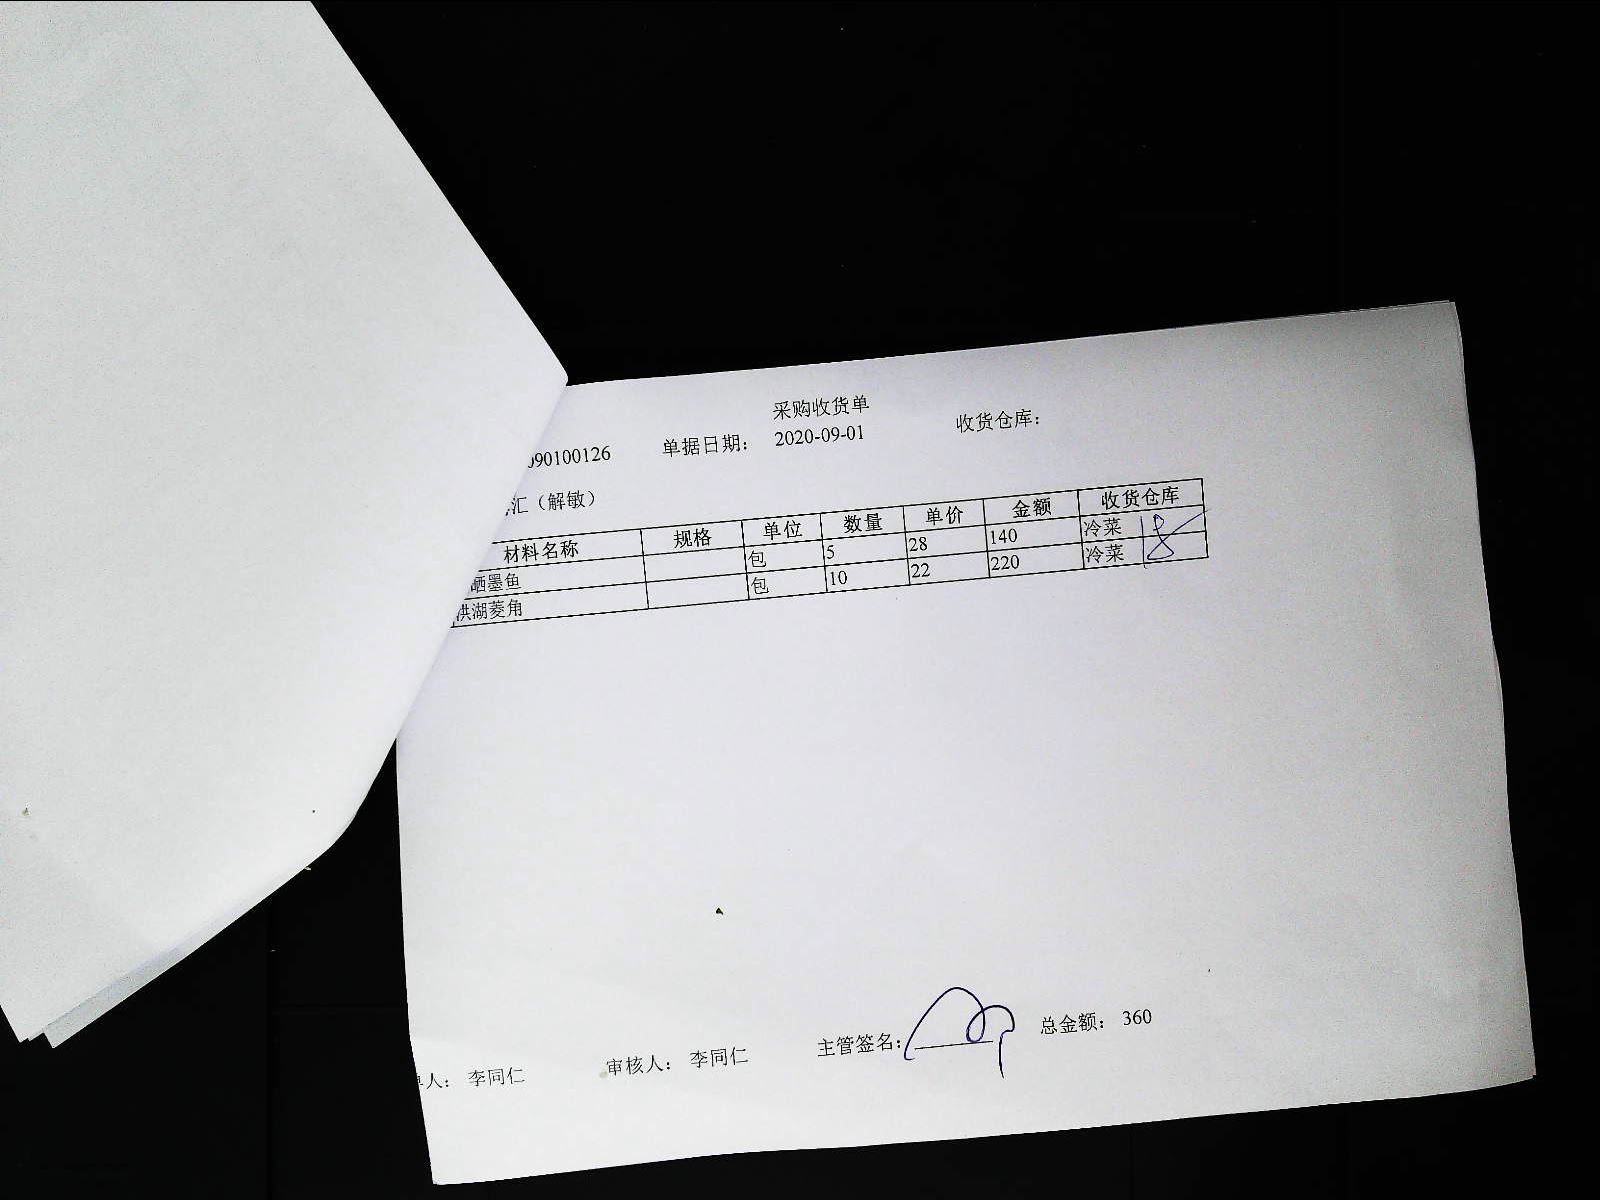 采购收货单
090100126 单据日期: 2020-09-01 收货仓库:
汇（解敏）
材料名称 规格 单位 数量 单价 金额 收货仓库
晒墨鱼 包 5 28 140 冷菜
洪湖菱角 包 10 22 220 冷菜
人: 李同仁 审核人: 李同仁 主管签名: 总金额: 360